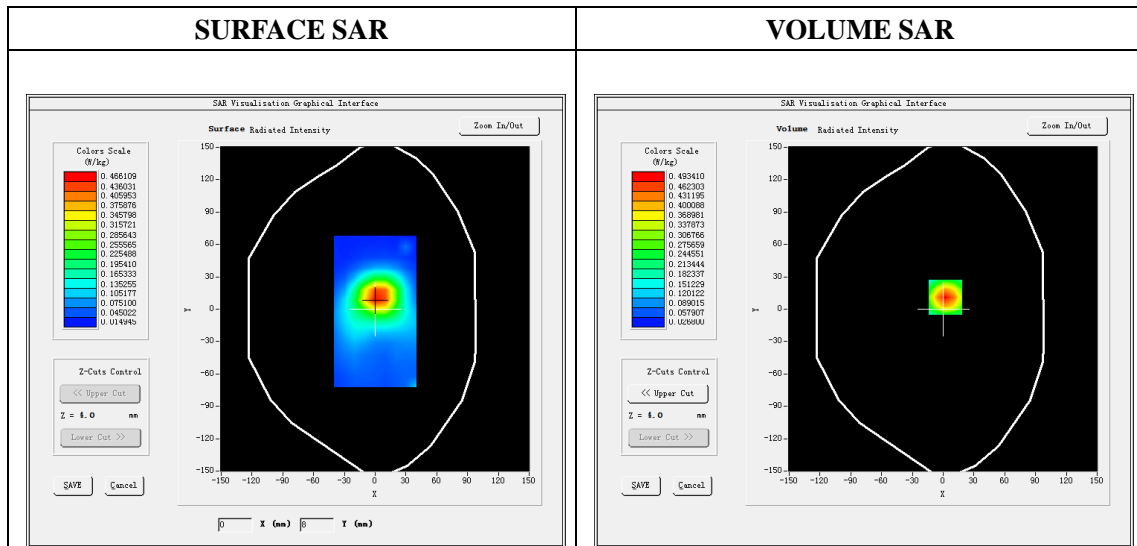 SURFACE SAR
VOLUME SAR
SAR Visualisation Graphical Interface
Surface Radiated Intensity
Zoom In/Out
Colors Scale
(W/kg)
0.466109
0.436031
0.405953
0.375876
0.345798
0.315721
0.285643
0.255565
0.225488
0.195410
0.165333
0.135255
0.105177
0.075100
0.045022
0.014945
Z-Cuts Control
<< Upper Cut
Z = 4.0 mm
Lower Cut >>
SAVE
Cancel
150
120
90
60
30
0
-30
-60
-90
-120
-150
Y
-150 -120 -90 -60 -30 0 30 60 90 120 150
X
0 X (mm) 8 Y (mm)
SAR Visualisation Graphical Interface
Volume Radiated Intensity
Zoom In/Out
Colors Scale
(W/kg)
0.493410
0.462303
0.431195
0.400088
0.368981
0.337873
0.306766
0.275659
0.244551
0.213444
0.182337
0.151229
0.120122
0.089015
0.057907
0.026800
Z-Cuts Control
<< Upper Cut
Z = 4.0 mm
Lower Cut >>
SAVE
Cancel
150
120
90
60
30
0
-30
-60
-90
-120
-150
Y
-150 -120 -90 -60 -30 0 30 60 90 120 150
X